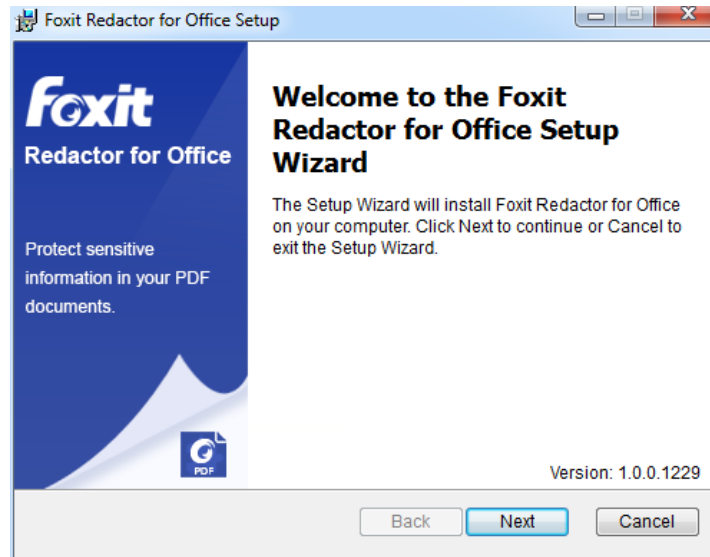 Foxit Redactor for Office Setup
Foxit
Redactor for Office
Protect sensitive
information in your PDF
documents.
PDF
Welcome to the Foxit
Redactor for Office Setup
Wizard
The Setup Wizard will install Foxit Redactor for Office
on your computer. Click Next to continue or Cancel to
exit the Setup Wizard.
Version: 1.0.0.1229
Back Next Cancel